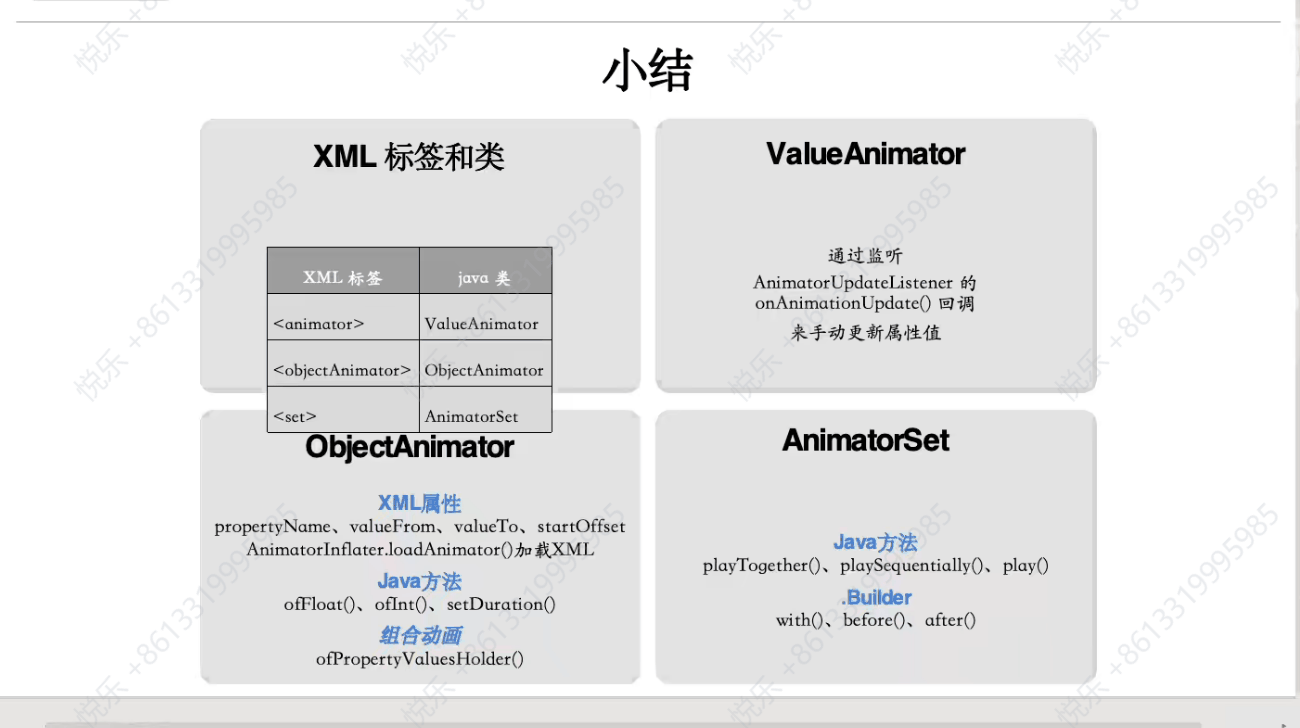 小结
XML 标签和类
XML 标签 java 类
<animator> ValueAnimator
<objectAnimator> ObjectAnimator
<set> AnimatorSet
ValueAnimator
通过监听
AnimatorUpdateListener 的
onAnimationUpdate() 回调
来手动更新属性值
ObjectAnimator
XML属性
propertyName、valueFrom、valueTo、startOffset
AnimatorInflater.loadAnimator()加载XML
Java方法
ofFloat()、ofInt()、setDuration()
组合动画
ofPropertyValuesHolder()
AnimatorSet
Java方法
playTogether()、playSequentially()、play()
.Builder
with()、before()、after()
悦乐 +8613319995985